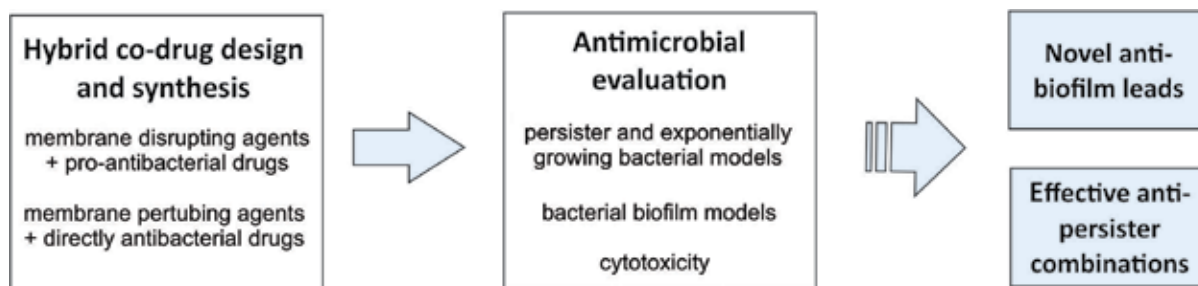 Hybrid co-drug design
and synthesis
membrane disrupting agents
+ pro-antibacterial drugs
membrane pertubing agents
+ directly antibacterial drugs
Antimicrobial
evaluation
persister and exponentially
growing bacterial models
bacterial biofilm models
cytotoxicity
Novel anti-
biofilm leads
Effective anti-
persister
combinations